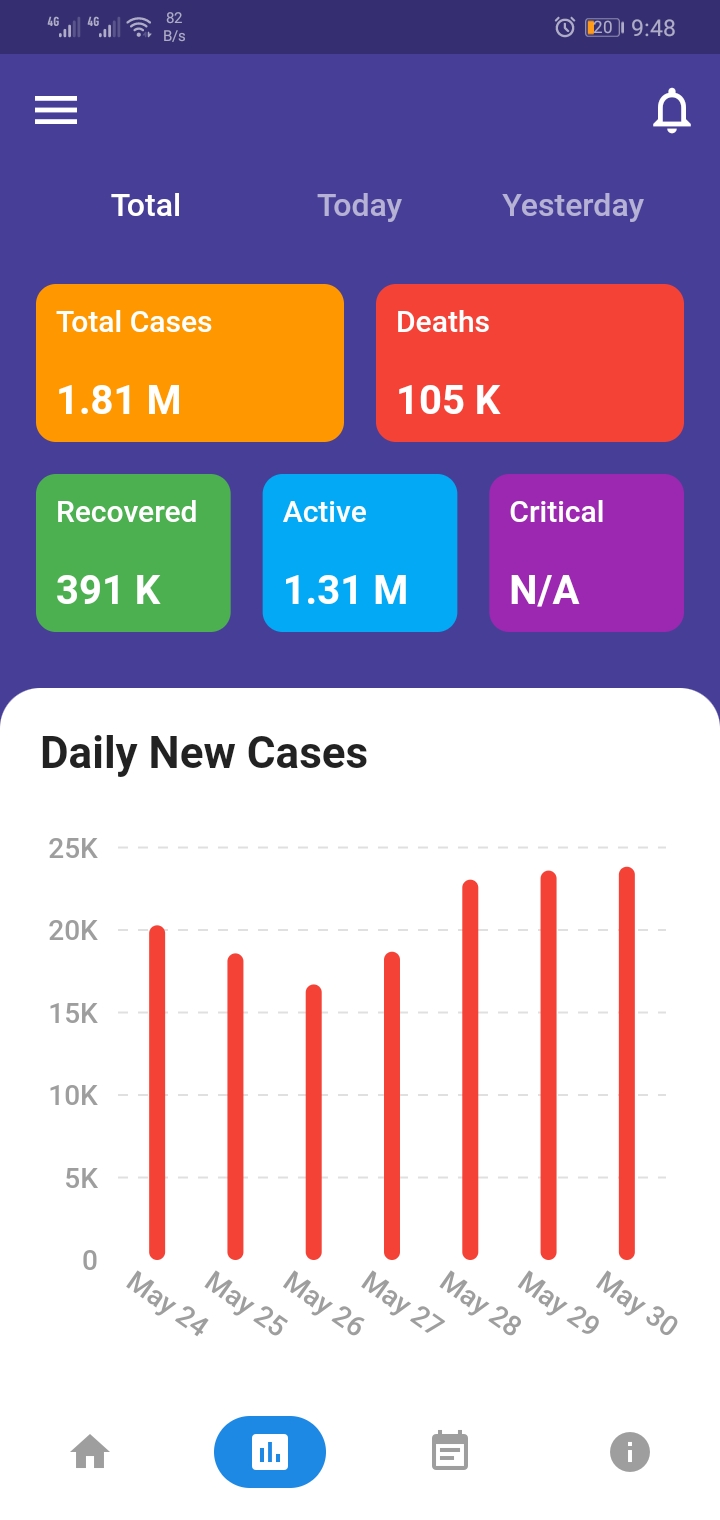 4G 4G 82 B/s 20 9:48
Total Today Yesterday
Total Cases Deaths
1.81 M 105 K
Recovered Active Critical
391 K 1.31 M N/A
Daily New Cases
25K
20K
15K
10K
5K
0
May 24 May 25 May 26 May 27 May 28 May 29 May 30